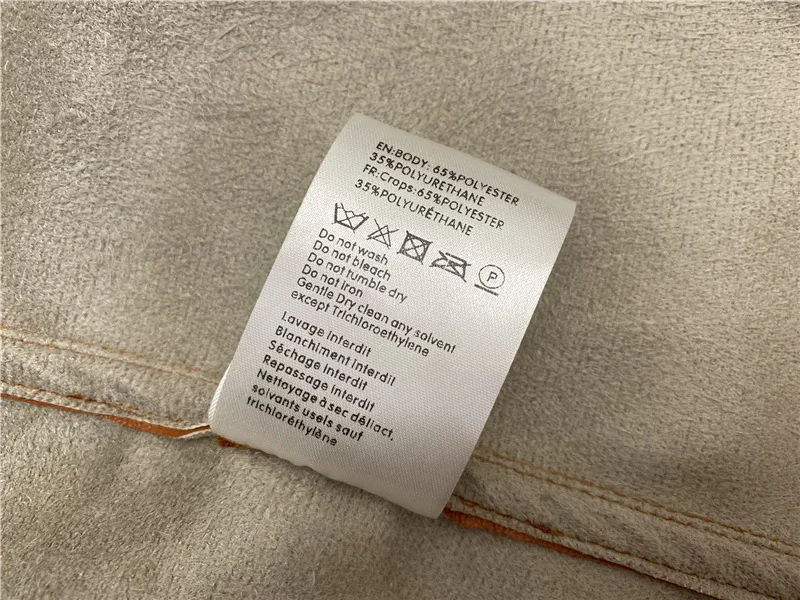 EN:BODY: 65%POLYESTER
35%POLYURETHANE
FR:Crops:65%POLYESTER
35%POLYURÉTHANE
P
Do not wash
Do not bleach
Do not tumble dry
Do not iron
Gentle Dry clean any solvent
except Trichloroethylene
Lavage interdit
Blanchiment interdit
Séchage interdit
Repassage interdit
Nettoyage à sec déliact,
solvants usels sauf
trichloréthylène